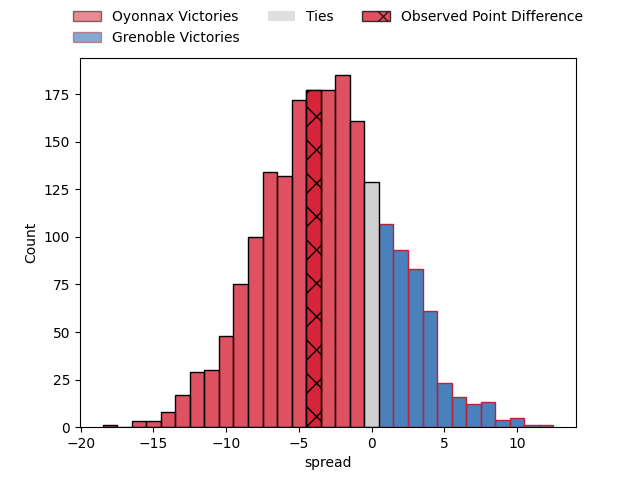 Oyonnax Victories
Ties
Observed Point Difference
Grenoble Victories
175
150
125
100
75
50
25
0
Count
−20
−15
−10
−5
0
5
10
spread